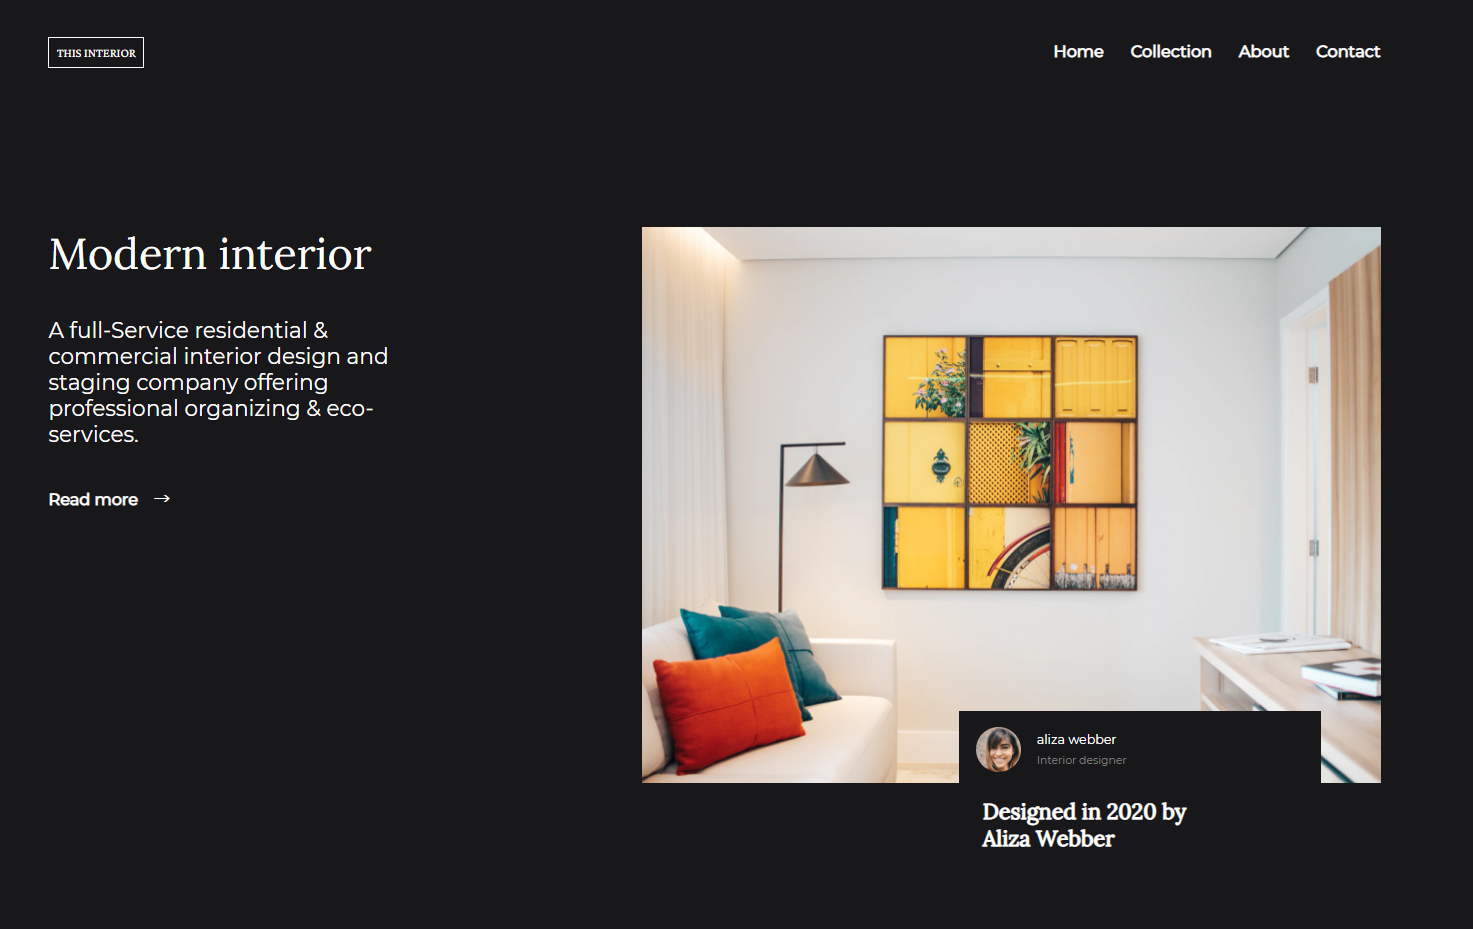 THIS INTERIOR
Home Collection About Contact
Modern interior
A full-Service residential &
commercial interior design and
staging company offering
professional organizing & eco-
services.
Read more →
aliza webber
Interior designer
Designed in 2020 by
Aliza Webber